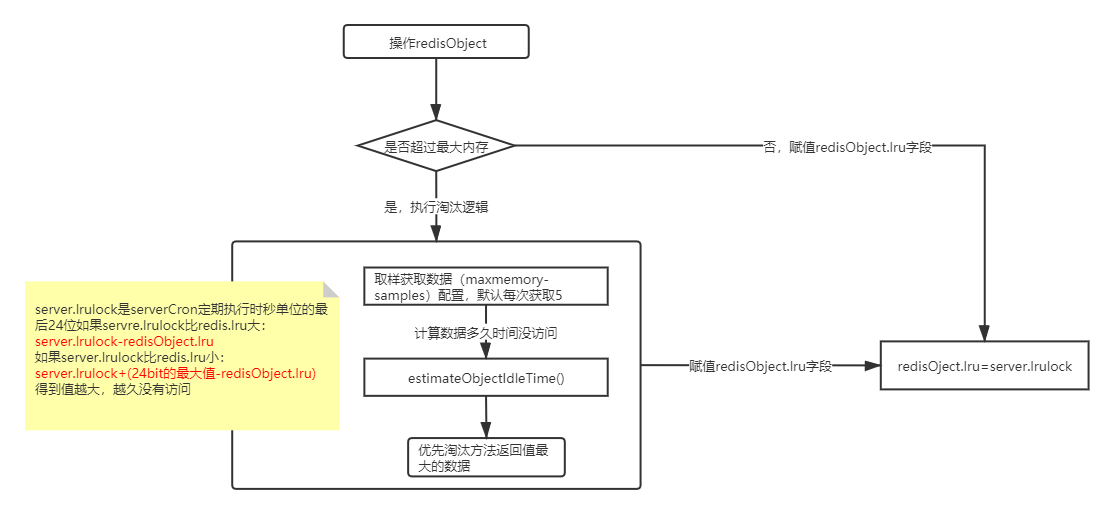 操作redisObject
是否超过最大内存
否，赋值redisObject.lru字段
是，执行淘汰逻辑
取样获取数据（maxmemory-
samples）配置，默认每次获取5
计算数据多久时间没访问
estimateObjectIdleTime()
优先淘汰方法返回值最
大的数据
server.lrulock是serverCron定期执行时秒单位的最
后24位如果servre.lrulock比redis.lru大：
server.lrulock-redisObject.lru
如果server.lrulock比redis.lru小：
server.lrulock+(24bit的最大值-redisObject.lru)
得到值越大，越久没有访问
赋值redisObject.lru字段
redisOject.lru=server.lrulock